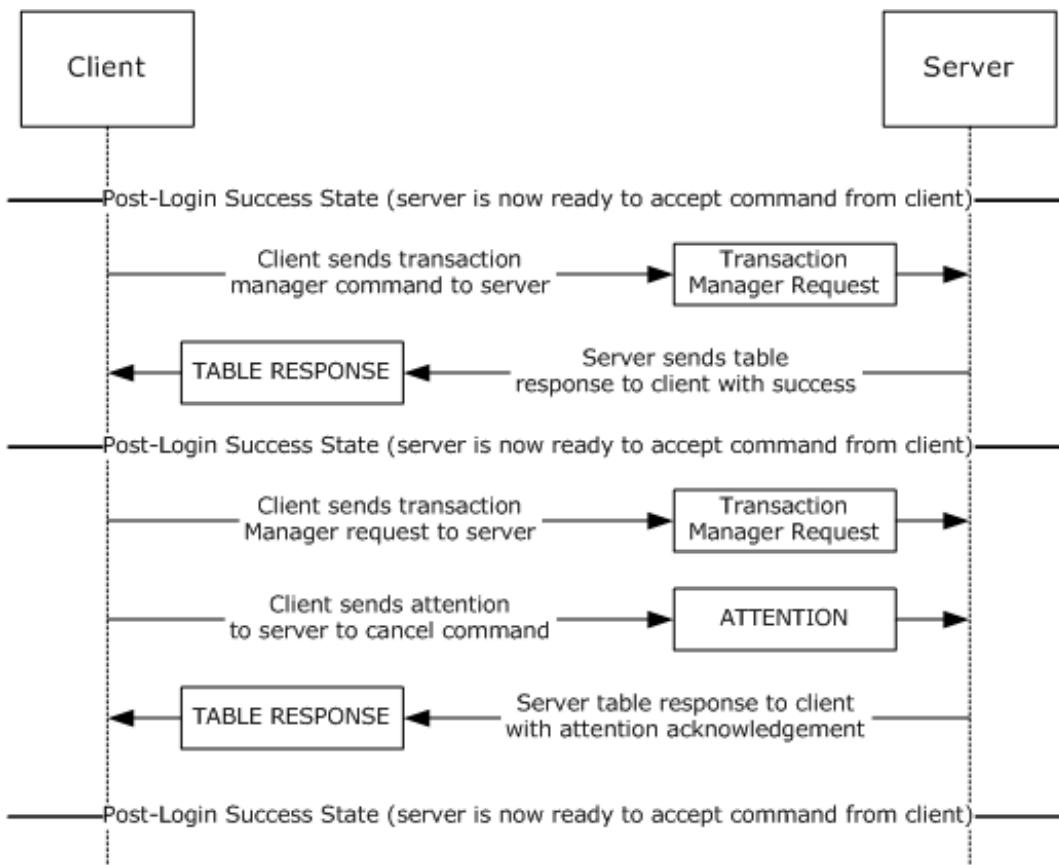 Client
Server
Post-Login Success State (server is now ready to accept command from client)
Client sends transaction
manager command to server
Transaction
Manager Request
TABLE RESPONSE
Server sends table
response to client with success
Post-Login Success State (server is now ready to accept command from client)
Client sends transaction
Manager request to server
Transaction
Manager Request
Client sends attention
to server to cancel command
ATTENTION
TABLE RESPONSE
Server table response to client
with attention acknowledgement
Post-Login Success State (server is now ready to accept command from client)